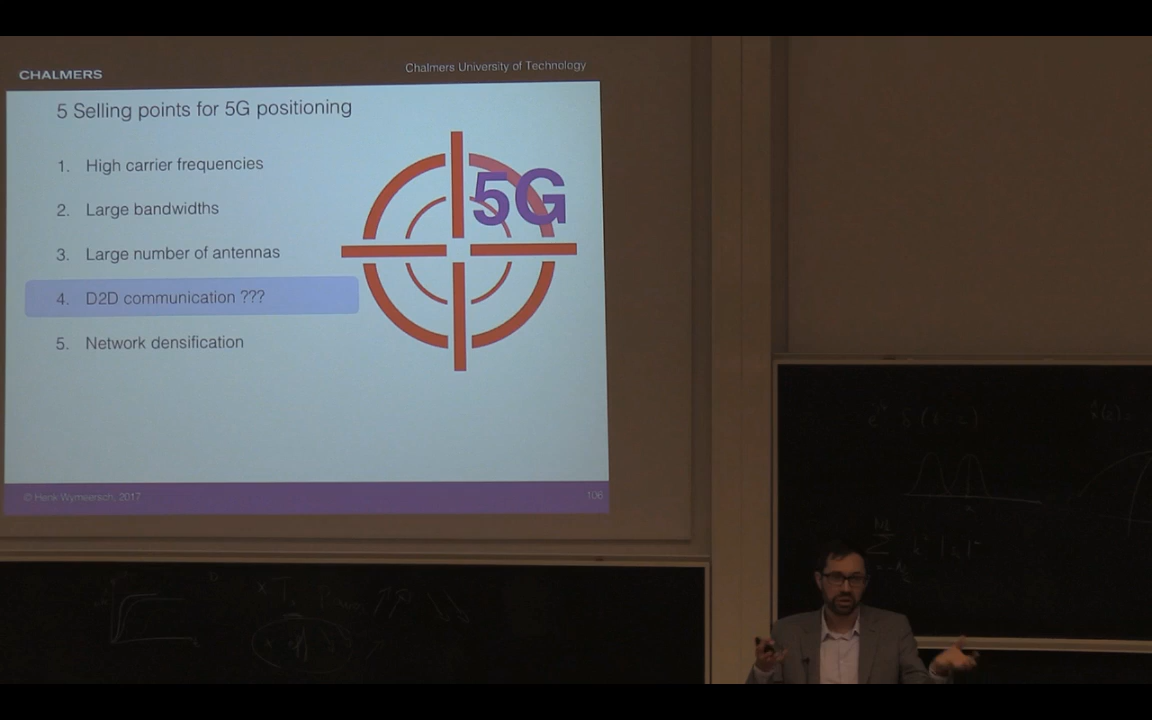 CHALMERS
Chalmers University of Technology
5 Selling points for 5G positioning
1. High carrier frequencies
2. Large bandwidths
3. Large number of antennas
4. D2D communication ???
5. Network densification
5G
© Henk Wymeersch, 2017
106